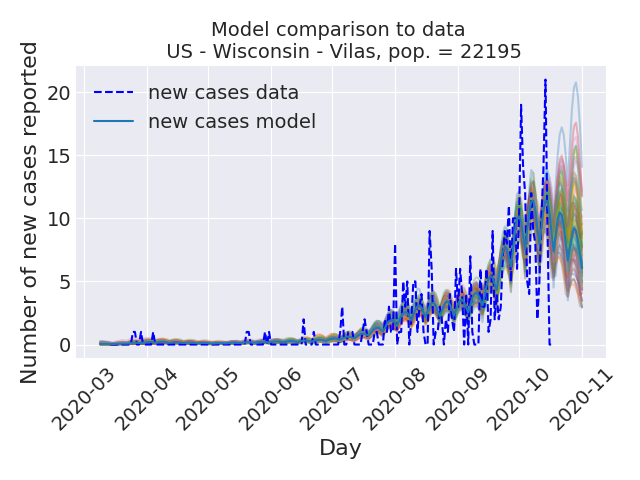 Model comparison to data
US - Wisconsin - Vilas, pop. = 22195
Number of new cases reported
new cases data
new cases model
20
15
10
5
0
2020-03
2020-04
2020-05
2020-06
2020-07
2020-08
2020-09
2020-10
2020-11
Day